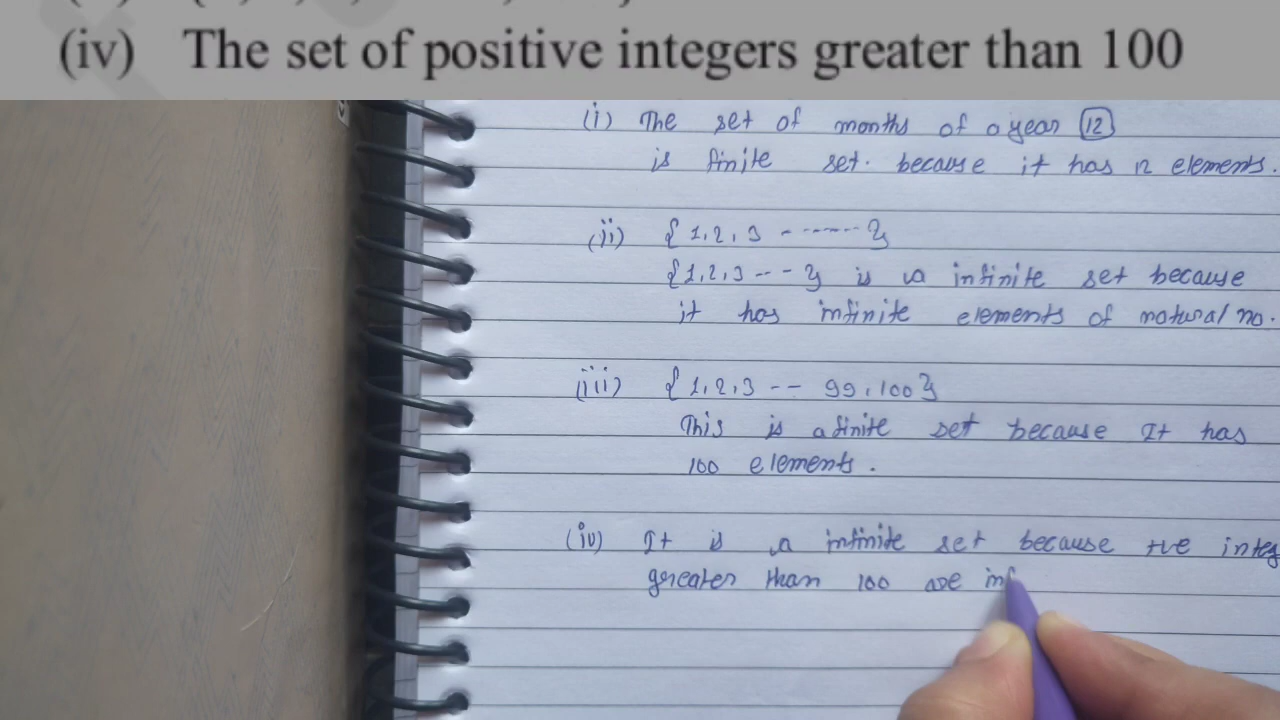 (iv) The set of positive integers greater than 100
(i) The set of months of a year 12
is finite set. because it has 12 elements.
(ii) { 1, 2, 3 - ------ }
{1, 2, 3 -- - } is a infinite set because
it has infinite elements of natural no.
(iii) { 1, 2, 3 -- 99, 100 }
This is a finite set because It has
100 elements.
(iv) It is a infinite set because +ve integ
greater than 100 are inf